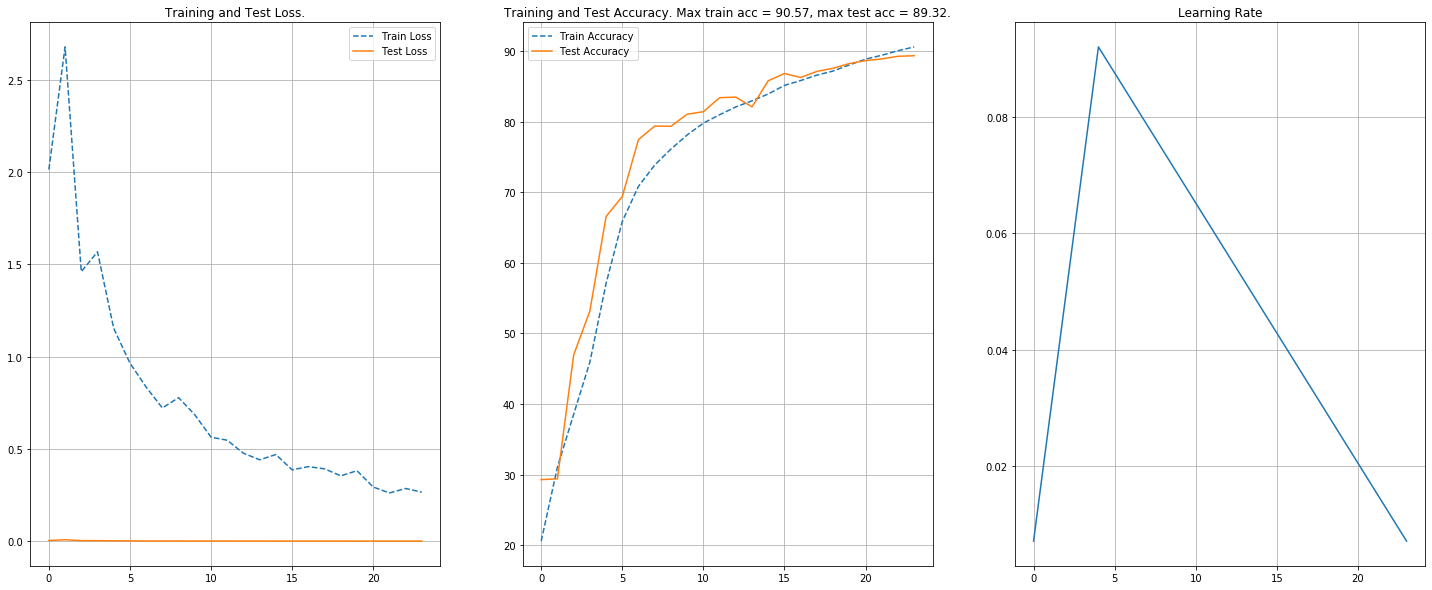 Training and Test Loss.
Train Loss
Test Loss
2.5
2.0
1.5
1.0
0.5
0.0
0 5 10 15 20
Training and Test Accuracy. Max train acc = 90.57, max test acc = 89.32.
Train Accuracy
Test Accuracy
90
80
70
60
50
40
30
20
0 5 10 15 20
Learning Rate
0.08
0.06
0.04
0.02
0 5 10 15 20